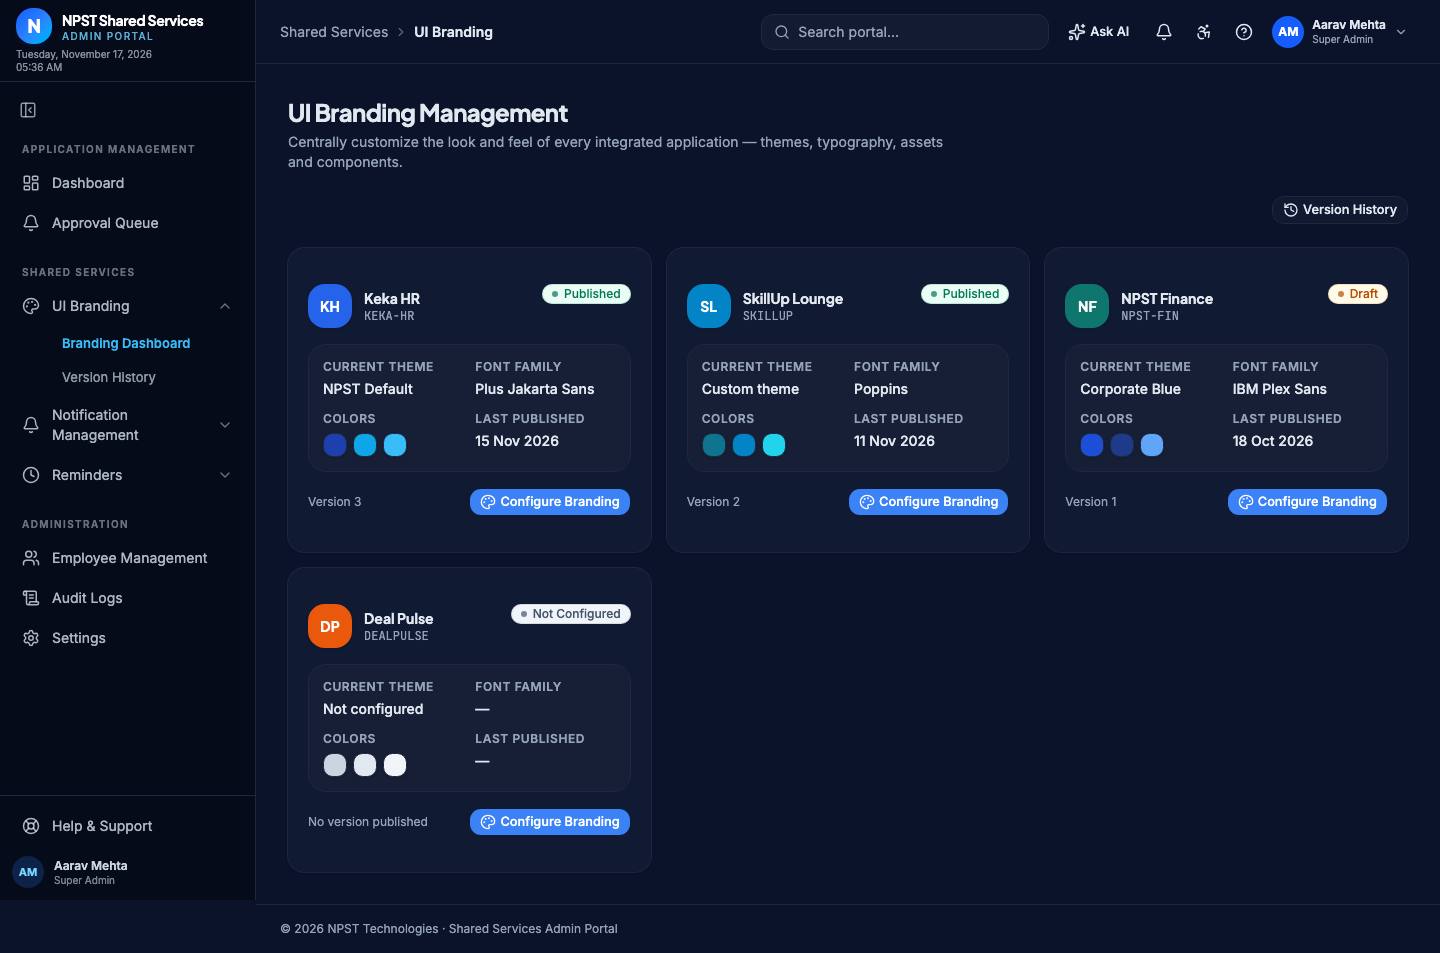 N
NPST Shared Services
ADMIN PORTAL
Tuesday, November 17, 2026
05:36 AM
APPLICATION MANAGEMENT
Dashboard
Approval Queue
SHARED SERVICES
UI Branding
Branding Dashboard
Version History
Notification
Management
Reminders
ADMINISTRATION
Employee Management
Audit Logs
Settings
Help & Support
AM
Aarav Mehta
Super Admin
Shared Services > UI Branding
Search portal...
Ask AI
AM
Aarav Mehta
Super Admin
UI Branding Management
Centrally customize the look and feel of every integrated application — themes, typography, assets
and components.
Version History
KH
Keka HR
KEKA-HR
Published
CURRENT THEME
NPST Default
FONT FAMILY
Plus Jakarta Sans
COLORS
LAST PUBLISHED
15 Nov 2026
Version 3
Configure Branding
SL
SkillUp Lounge
SKILLUP
Published
CURRENT THEME
Custom theme
FONT FAMILY
Poppins
COLORS
LAST PUBLISHED
11 Nov 2026
Version 2
Configure Branding
NF
NPST Finance
NPST-FIN
Draft
CURRENT THEME
Corporate Blue
FONT FAMILY
IBM Plex Sans
COLORS
LAST PUBLISHED
18 Oct 2026
Version 1
Configure Branding
DP
Deal Pulse
DEALPULSE
Not Configured
CURRENT THEME
Not configured
FONT FAMILY
—
COLORS
LAST PUBLISHED
—
No version published
Configure Branding
© 2026 NPST Technologies · Shared Services Admin Portal